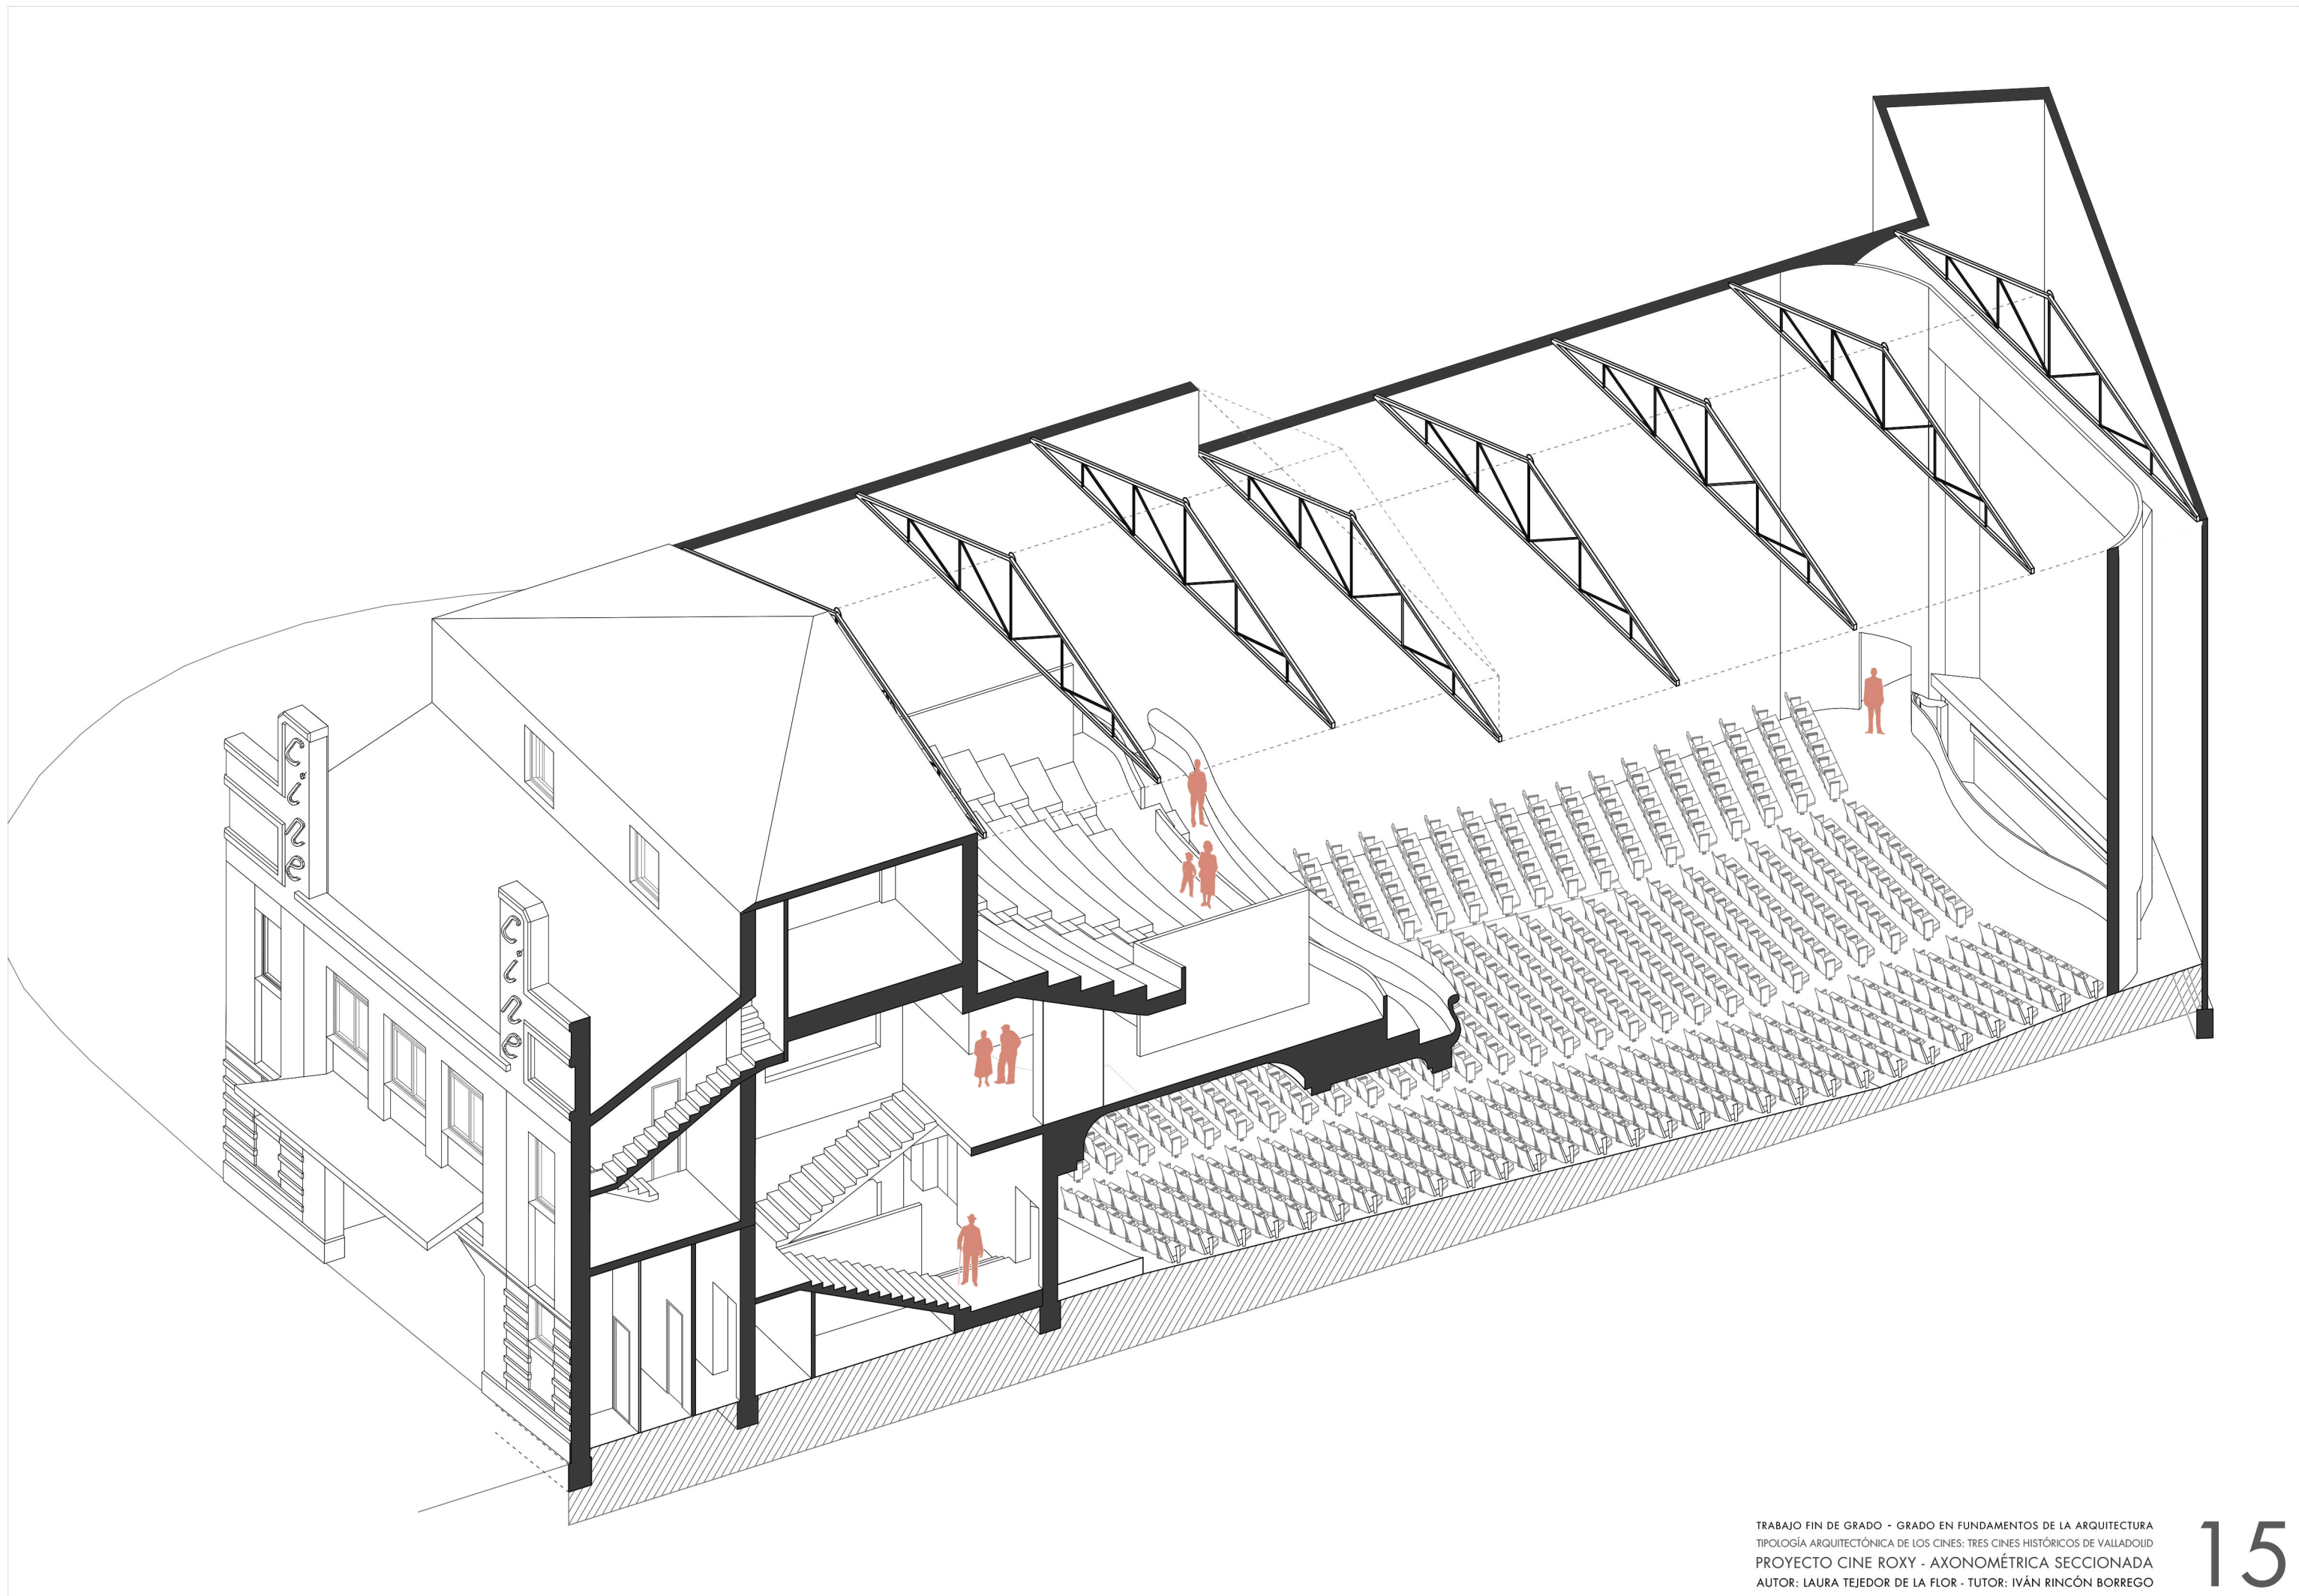 Cine
Cine
TRABAJO FIN DE GRADO - GRADO EN FUNDAMENTOS DE LA ARQUITECTURA
TIPOLOGÍA ARQUITECTÓNICA DE LOS CINES: TRES CINES HISTÓRICOS DE VALLADOLID
PROYECTO CINE ROXY - AXONOMÉTRICA SECCIONADA
AUTOR: LAURA TEJEDOR DE LA FLOR - TUTOR: IVÁN RINCÓN BORREGO
15